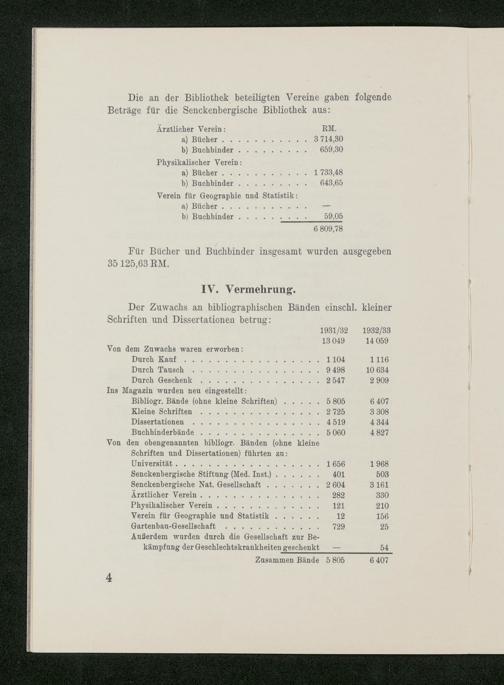 Die an der Bibliothek beteiligten Vereine gaben folgende
Beträge für die Senckenbergische Bibliothek aus:
Ärztlicher Verein: RM.
a) Bücher . . . . . . . . . . . 3 714,30
b) Buchbinder . . . . . . . . . 659,30
Physikalischer Verein:
a) Bücher . . . . . . . . . . . 1 733,48
b) Buchbinder . . . . . . . . . 643,65
Verein für Geographie und Statistik:
a) Bücher . . . . . . . . . . . —
b) Buchbinder . . . . . . . . . 59,05
6 809,78
Für Bücher und Buchbinder insgesamt wurden ausgegeben
35 125,63 RM.
IV. Vermehrung.
Der Zuwachs an bibliographischen Bänden einschl. kleiner
Schriften und Dissertationen betrug:
1931/32 1932/33
13 049 14 059
Von dem Zuwachs waren erworben:
Durch Kauf . . . . . . . . . . . . . . . . . 1 104 1 116
Durch Tausch . . . . . . . . . . . . . . . . 9 498 10 634
Durch Geschenk . . . . . . . . . . . . . . . 2 547 2 909
Ins Magazin wurden neu eingestellt:
Bibliogr. Bände (ohne kleine Schriften) . . . . . 5 805 6 407
Kleine Schriften . . . . . . . . . . . . . . . 2 725 3 308
Dissertationen . . . . . . . . . . . . . . . . 4 519 4 344
Buchbinderbände . . . . . . . . . . . . . . . 5 060 4 827
Von den obengenannten bibliogr. Bänden (ohne kleine
Schriften und Dissertationen) führten zu:
Universität . . . . . . . . . . . . . . . . . . 1 656 1 968
Senckenbergische Stiftung (Med. Inst.) . . . . . . 401 503
Senckenbergische Nat. Gesellschaft . . . . . . . 2 604 3 161
Ärztlicher Verein . . . . . . . . . . . . . . . 282 330
Physikalischer Verein . . . . . . . . . . . . . 121 210
Verein für Geographie und Statistik . . . . . . 12 156
Gartenbau-Gesellschaft . . . . . . . . . . . . 729 25
Außerdem wurden durch die Gesellschaft zur Be-
kämpfung der Geschlechtskrankheiten geschenkt — 54
Zusammen Bände 5 805 6 407
4